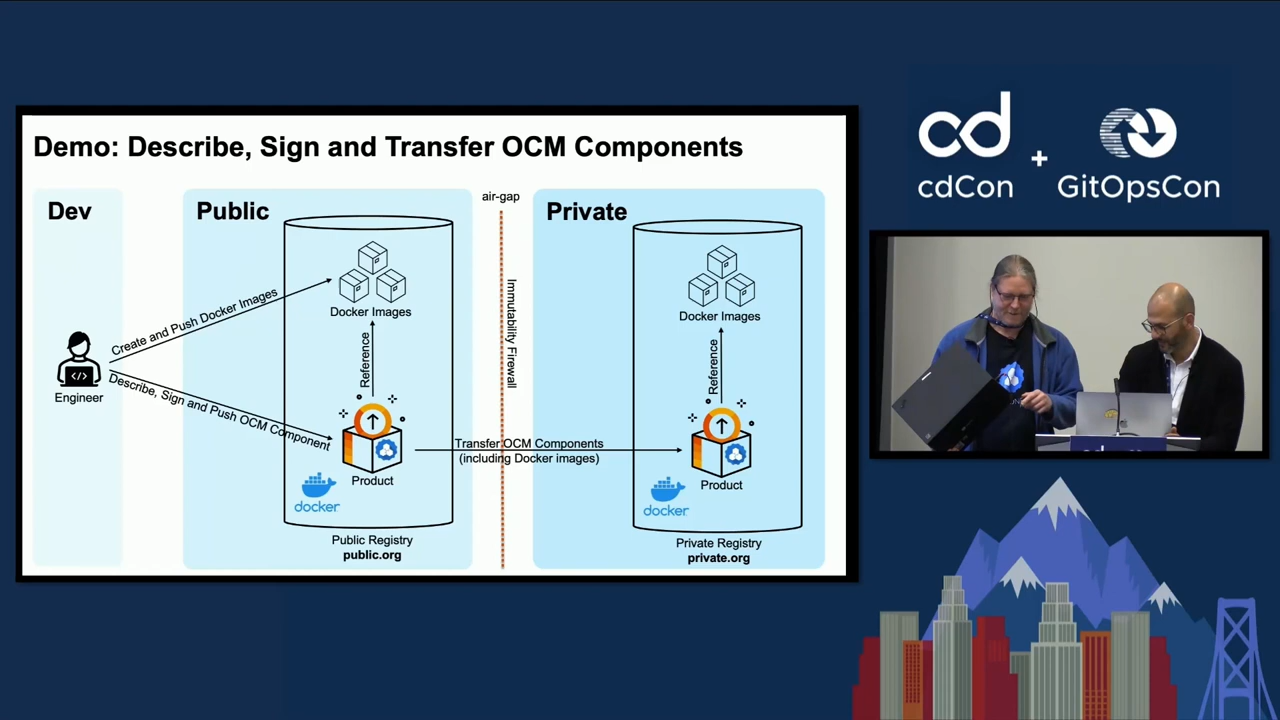 Demo: Describe, Sign and Transfer OCM Components
Dev
Public
air-gap
Private
Create and Push Docker Images
Docker Images
Immutability Firewall
Docker Images
Reference
Reference
Engineer
Describe, Sign and Push OCM Component
Transfer OCM Components
(including Docker images)
Product
Product
docker
docker
Public Registry
public.org
Private Registry
private.org
cd
cdCon
+
GitOpsCon